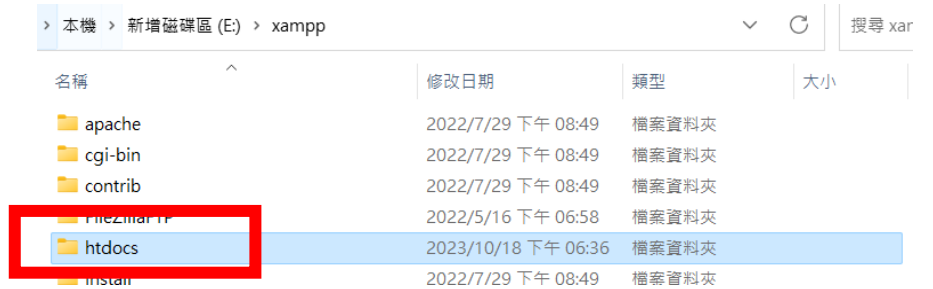 本機 > 新增磁碟區 (E:) > xampp 搜尋 xar
名稱 修改日期 類型 大小
apache 2022/7/29 下午 08:49 檔案資料夾
cgi-bin 2022/7/29 下午 08:49 檔案資料夾
contrib 2022/7/29 下午 08:49 檔案資料夾
FileZillaFTP 2022/5/16 下午 06:58 檔案資料夾
htdocs 2023/10/18 下午 06:36 檔案資料夾
install 2022/7/29 下午 08:49 檔案資料夾